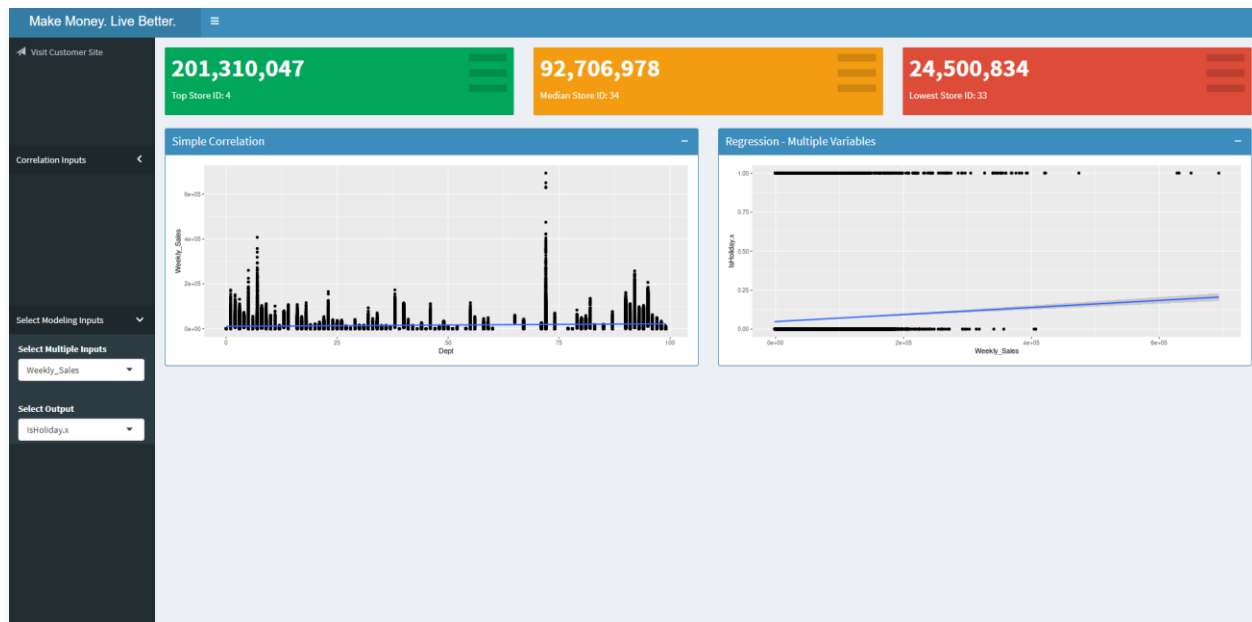 Make Money. Live Better.
Visit Customer Site
Correlation Inputs
Select Modeling Inputs
Select Multiple Inputs
Weekly_Sales
Select Output
IsHoliday.x
201,310,047
Top Store ID: 4
92,706,978
Median Store ID: 34
24,500,834
Lowest Store ID: 33
Simple Correlation
Weekly_Sales
6e+05
4e+05
2e+05
0e+00
0 25 50 75 100
Dept
Regression - Multiple Variables
IsHoliday.x
1.00
0.75
0.50
0.25
0.00
0e+00 2e+05 4e+05 6e+05
Weekly_Sales